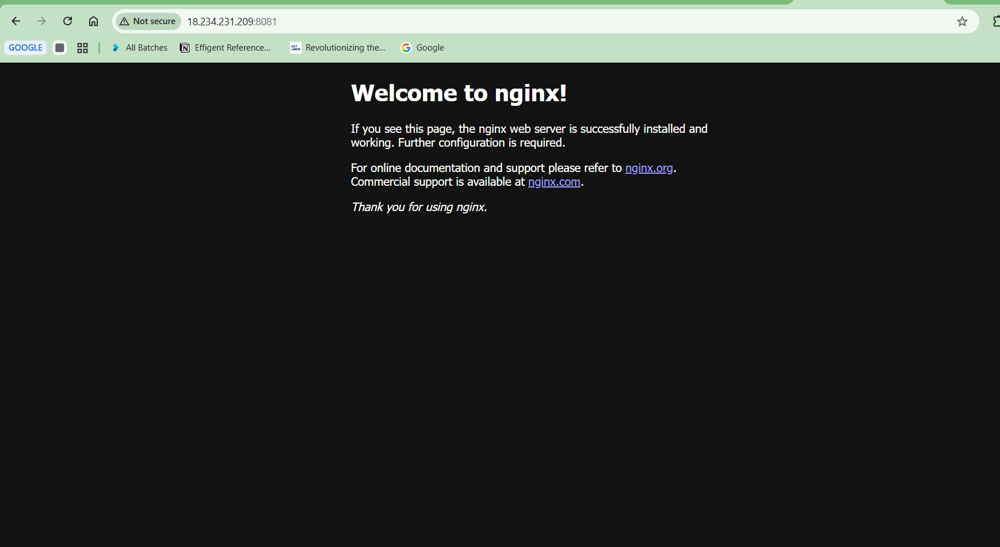 Not secure
18.234.231.209:8081
GOOGLE
All Batches
Effigent Reference...
Revolutionizing the...
Google
Welcome to nginx!
If you see this page, the nginx web server is successfully installed and
working. Further configuration is required.
For online documentation and support please refer to nginx.org.
Commercial support is available at nginx.com.
Thank you for using nginx.